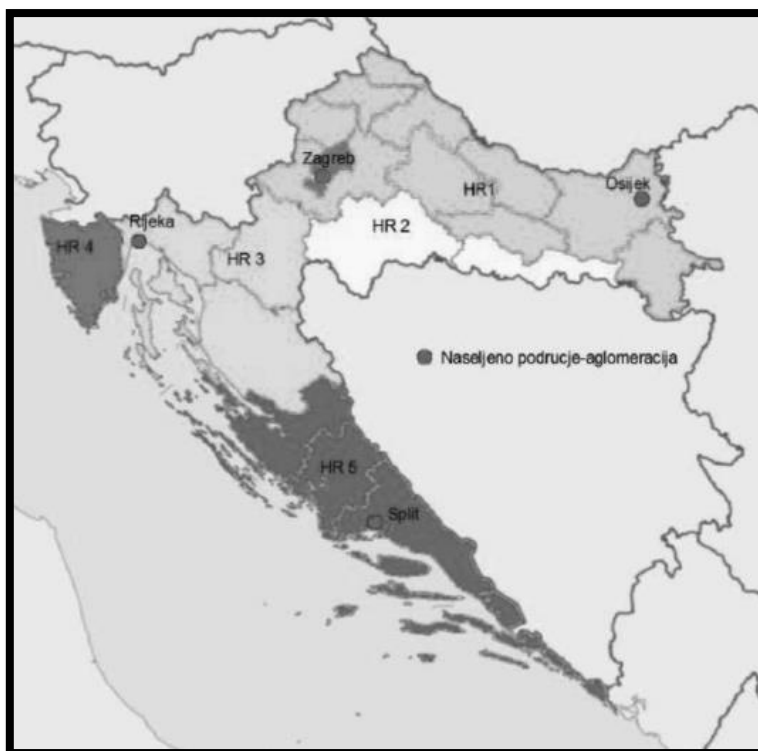 Zagreb
HR1
Osijek
Rijeka
HR 4
HR 2
HR 3
Naseljeno podrucje-aglomeracija
HR 5
Split